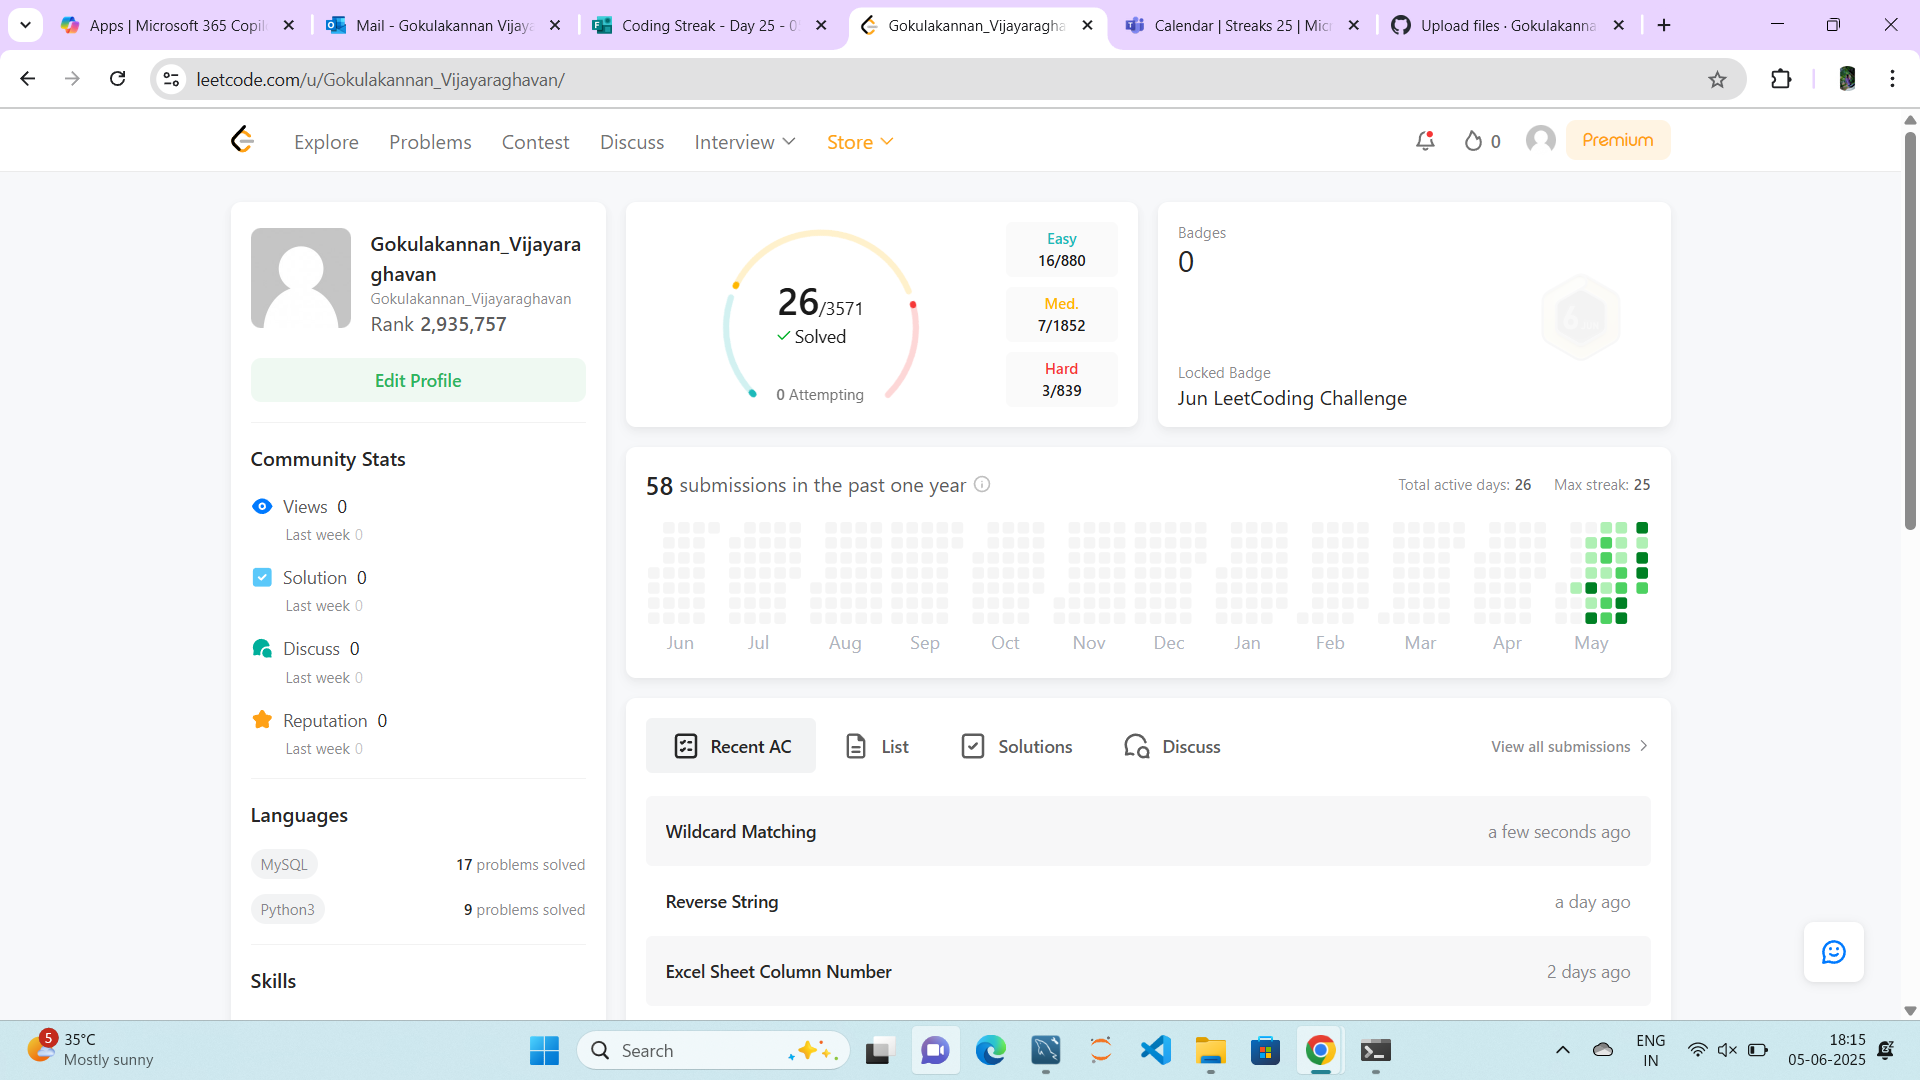 Apps | Microsoft 365 Copil
Mail - Gokulakannan Vijaya
Coding Streak - Day 25 - 0
Gokulakannan_Vijayaragha
Calendar | Streaks 25 | Mic
Upload files · Gokulakanna
leetcode.com/u/Gokulakannan_Vijayaraghavan/
Explore
Problems
Contest
Discuss
Interview
Store
0
Premium
Gokulakannan_Vijayara
ghavan
Gokulakannan_Vijayaraghavan
Rank 2,935,757
Edit Profile
Community Stats
Views 0
Last week 0
Solution 0
Last week 0
Discuss 0
Last week 0
Reputation 0
Last week 0
Languages
MySQL
17 problems solved
Python3
9 problems solved
Skills
26/3571
Solved
0 Attempting
Easy
16/880
Med.
7/1852
Hard
3/839
Badges
0
Locked Badge
Jun LeetCoding Challenge
58 submissions in the past one year
Total active days: 26
Max streak: 25
Jun
Jul
Aug
Sep
Oct
Nov
Dec
Jan
Feb
Mar
Apr
May
Recent AC
List
Solutions
Discuss
View all submissions
Wildcard Matching
a few seconds ago
Reverse String
a day ago
Excel Sheet Column Number
2 days ago
5
35°C
Mostly sunny
Search
ENG
IN
18:15
05-06-2025